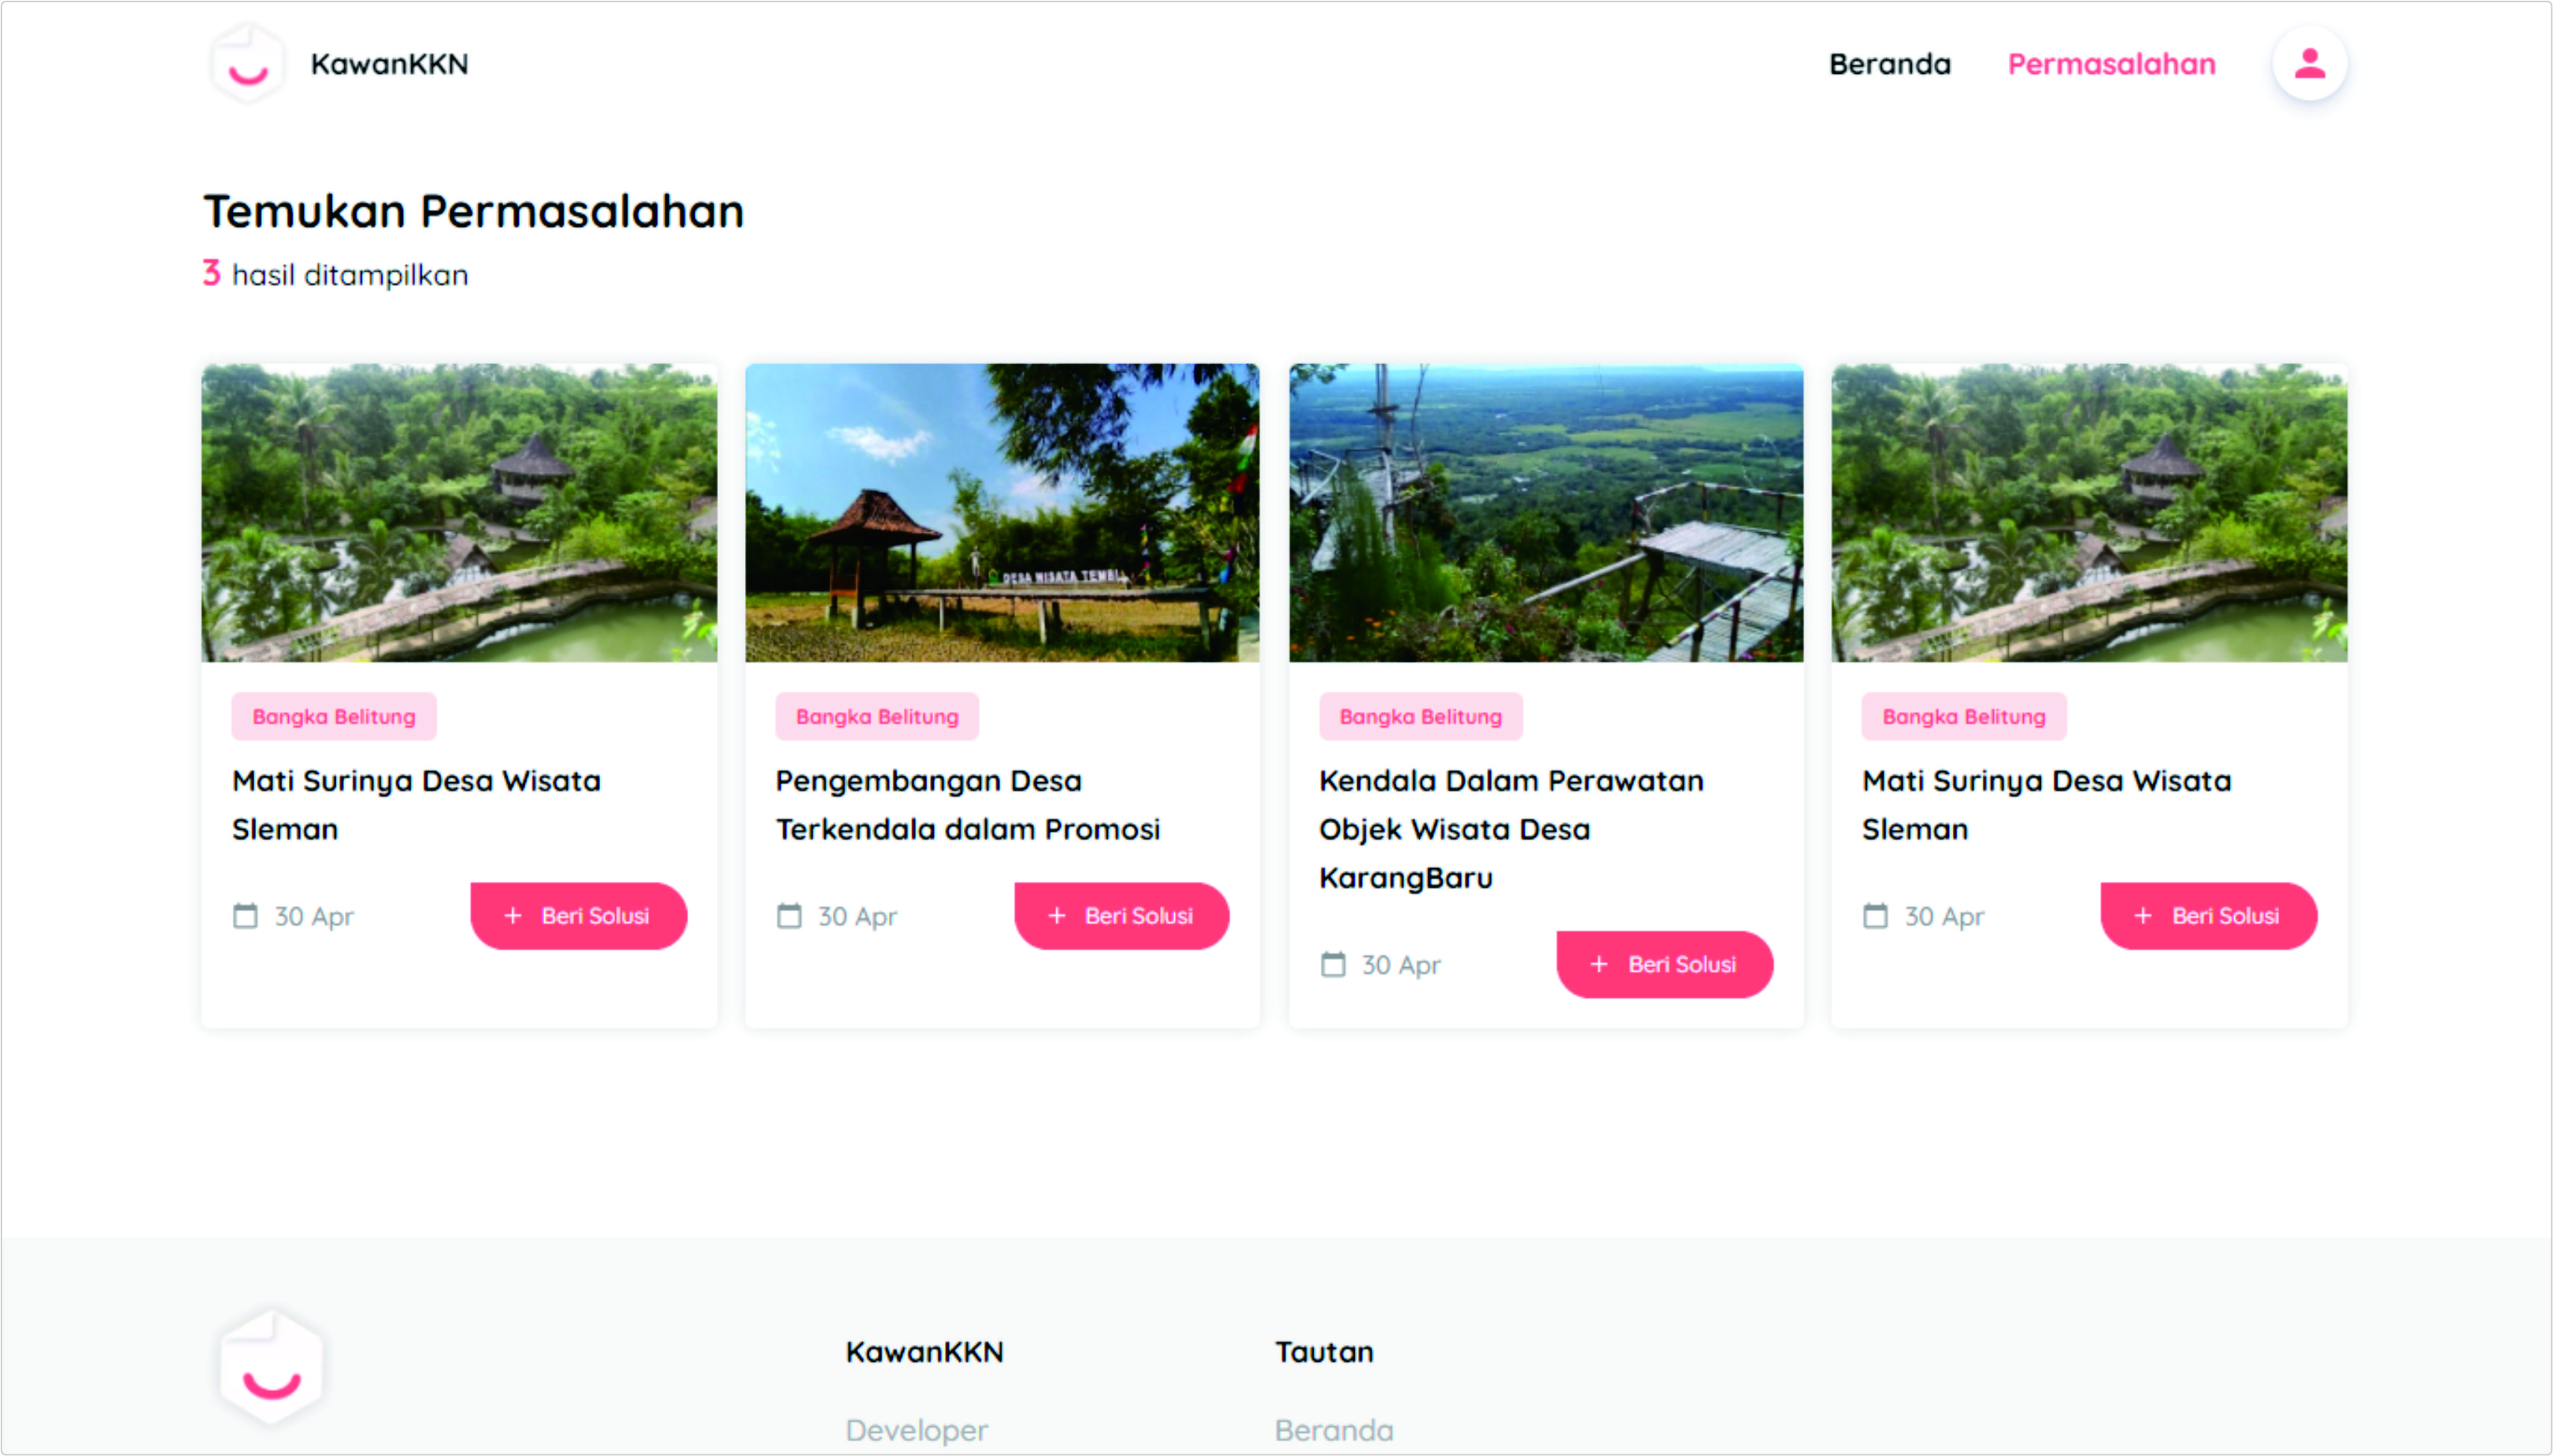 KawanKKN
Beranda
Permasalahan
Temukan Permasalahan
3 hasil ditampilkan
DESA WISATA TEMBI
Bangka Belitung
Mati Surinya Desa Wisata
Sleman
30 Apr
+ Beri Solusi
Bangka Belitung
Pengembangan Desa
Terkendala dalam Promosi
30 Apr
+ Beri Solusi
Bangka Belitung
Kendala Dalam Perawatan
Objek Wisata Desa
KarangBaru
30 Apr
+ Beri Solusi
Bangka Belitung
Mati Surinya Desa Wisata
Sleman
30 Apr
+ Beri Solusi
KawanKKN
Developer
Tautan
Beranda